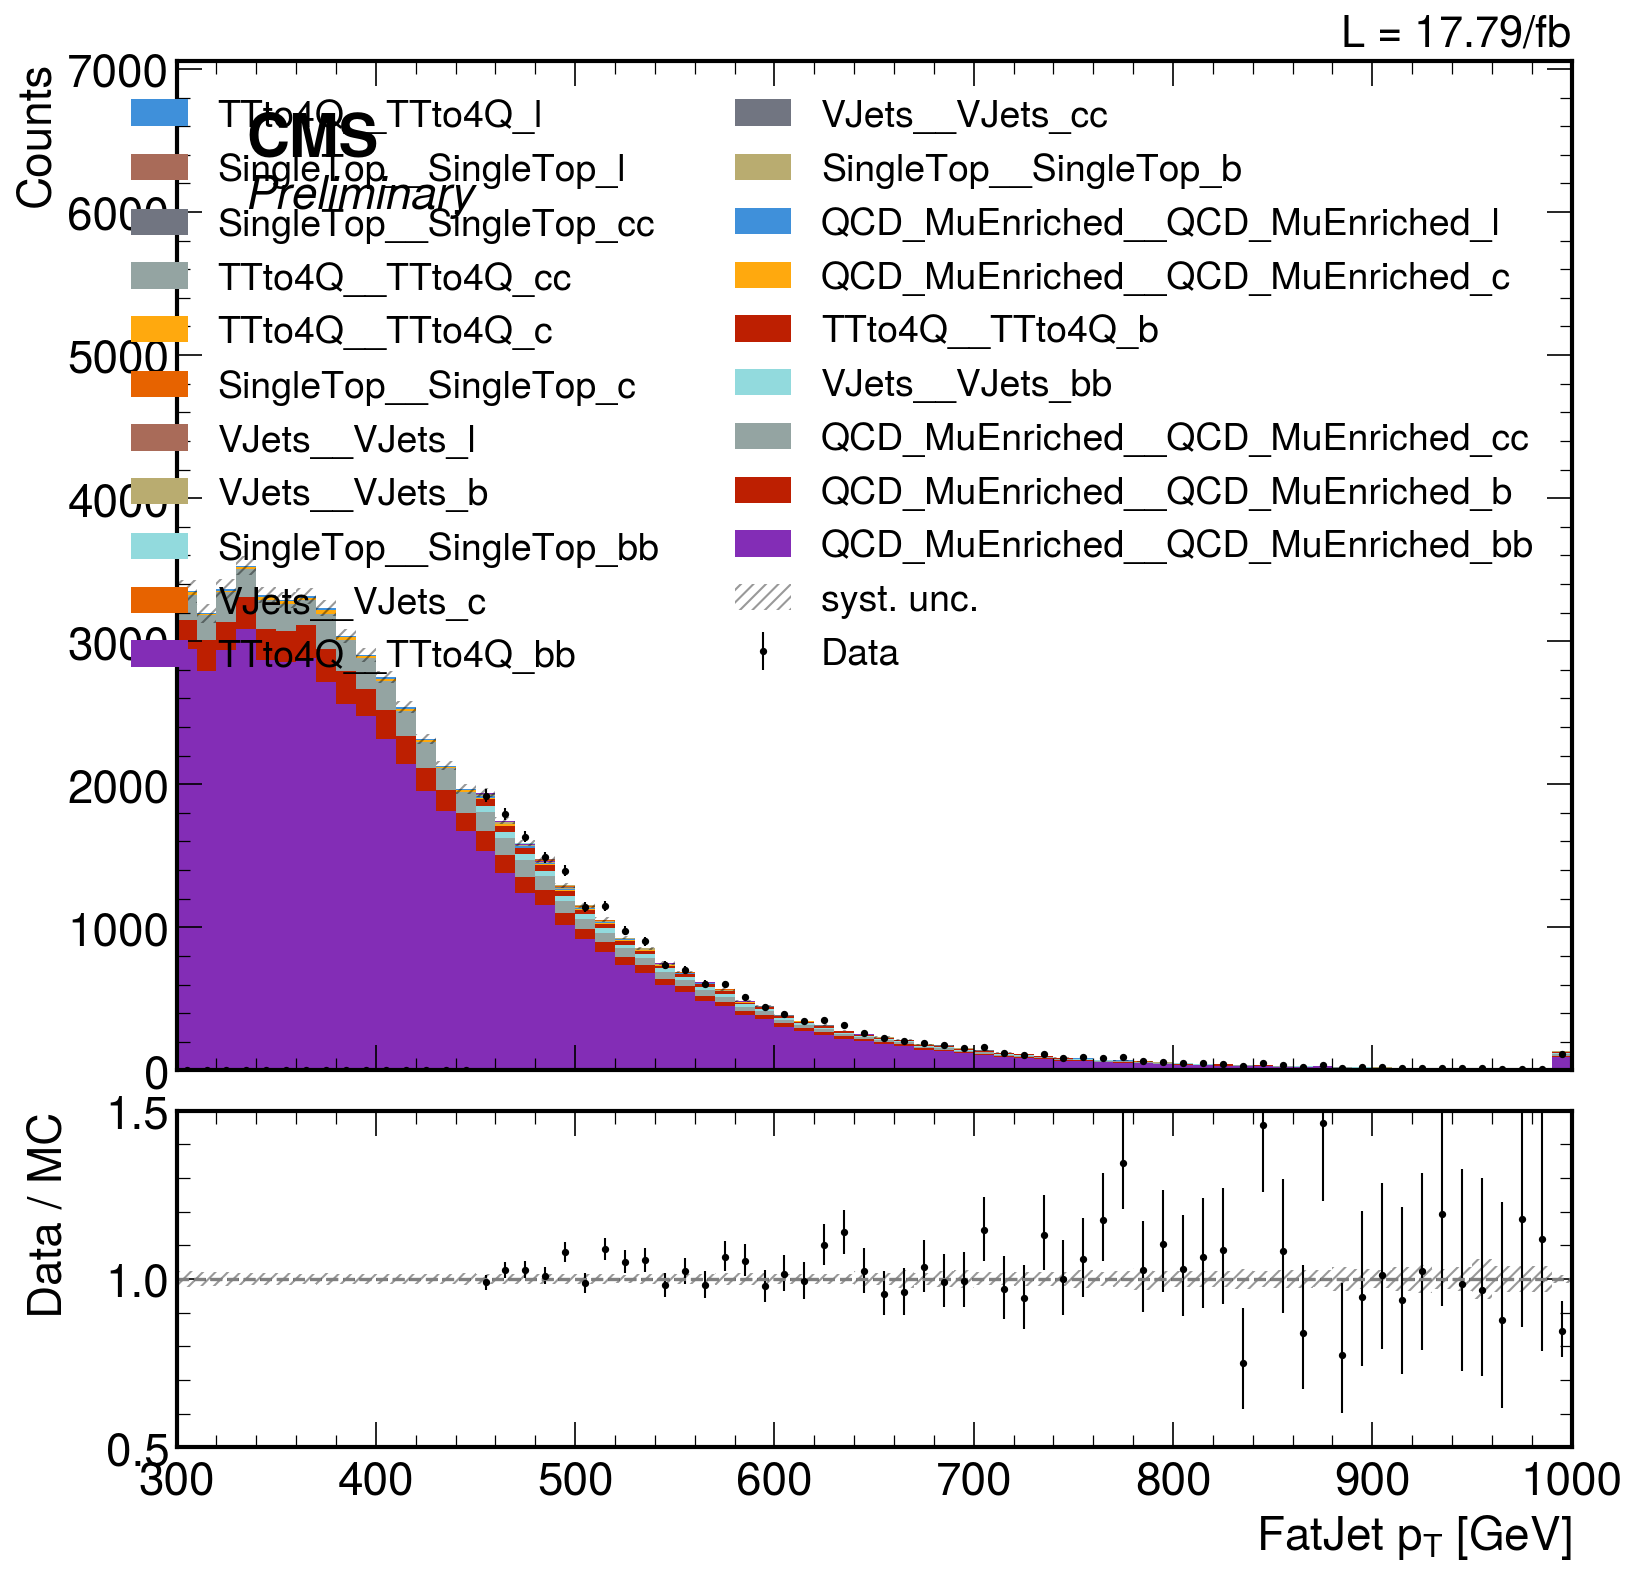 L = 17.79/fb
Counts
7000
6000
5000
4000
3000
2000
1000
0
CMS
Preliminary
TTto4Q__TTto4Q_l
SingleTop__SingleTop_l
SingleTop__SingleTop_cc
TTto4Q__TTto4Q_cc
TTto4Q__TTto4Q_c
SingleTop__SingleTop_c
VJets__VJets_l
VJets__VJets_b
SingleTop__SingleTop_bb
VJets__VJets_c
TTto4Q__TTto4Q_bb
VJets__VJets_cc
SingleTop__SingleTop_b
QCD_MuEnriched__QCD_MuEnriched_l
QCD_MuEnriched__QCD_MuEnriched_c
TTto4Q__TTto4Q_b
VJets__VJets_bb
QCD_MuEnriched__QCD_MuEnriched_cc
QCD_MuEnriched__QCD_MuEnriched_b
QCD_MuEnriched__QCD_MuEnriched_bb
syst. unc.
Data
Data / MC
1.5
1.0
0.5
300 400 500 600 700 800 900 1000
FatJet p_T [GeV]